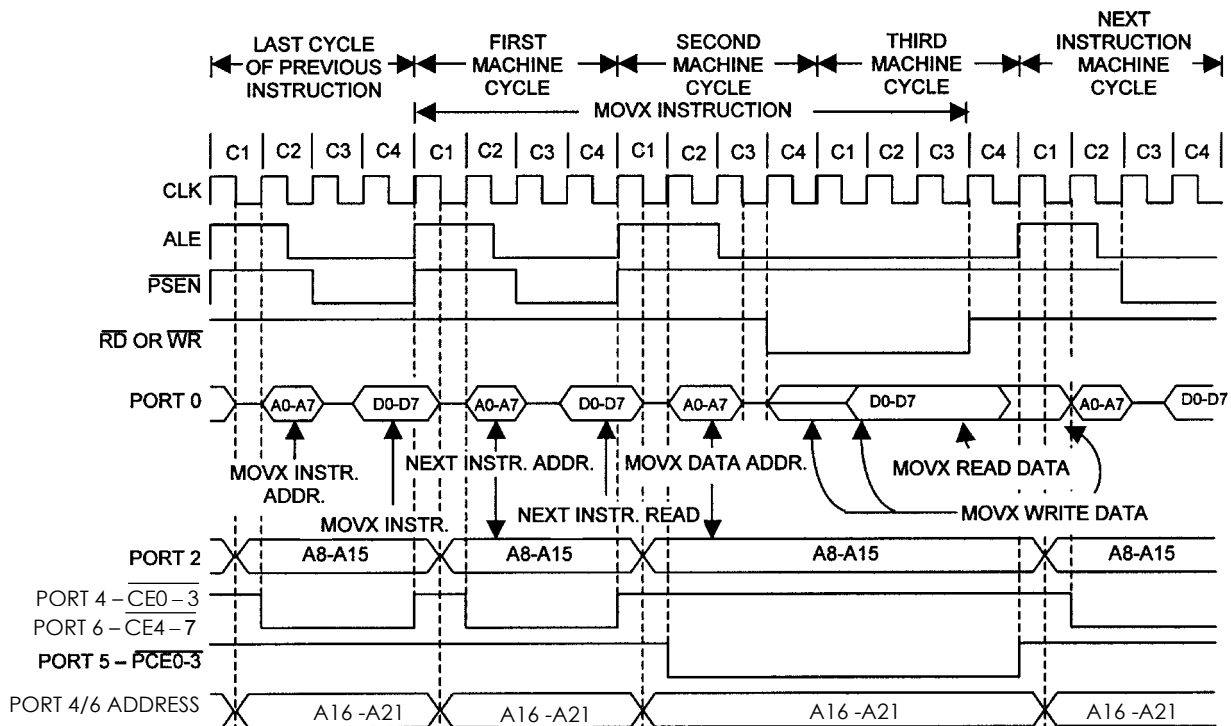 LAST CYCLE
OF PREVIOUS
INSTRUCTION
FIRST
MACHINE
CYCLE
SECOND
MACHINE
CYCLE
THIRD
MACHINE
CYCLE
NEXT
INSTRUCTION
MACHINE
CYCLE
MOVX INSTRUCTION
C1 C2 C3 C4 C1 C2 C3 C4 C1 C2 C3 C4 C1 C2 C3 C4 C1 C2 C3 C4
CLK
ALE
PSEN
RD OR WR
PORT 0
A0-A7 D0-D7 A0-A7 D0-D7 A0-A7 D0-D7 A0-A7 D0-D7
MOVX INSTR.
ADDR.
NEXT INSTR. ADDR.
MOVX DATA ADDR.
MOVX READ DATA
MOVX INSTR.
NEXT INSTR. READ
MOVX WRITE DATA
PORT 2
A8-A15 A8-A15 A8-A15 A8-A15
PORT 4 – CE0 – 3
PORT 6 – CE4 – 7
PORT 5 – PCE0-3
PORT 4/6 ADDRESS
A16 -A21 A16 -A21 A16 -A21 A16 -A21